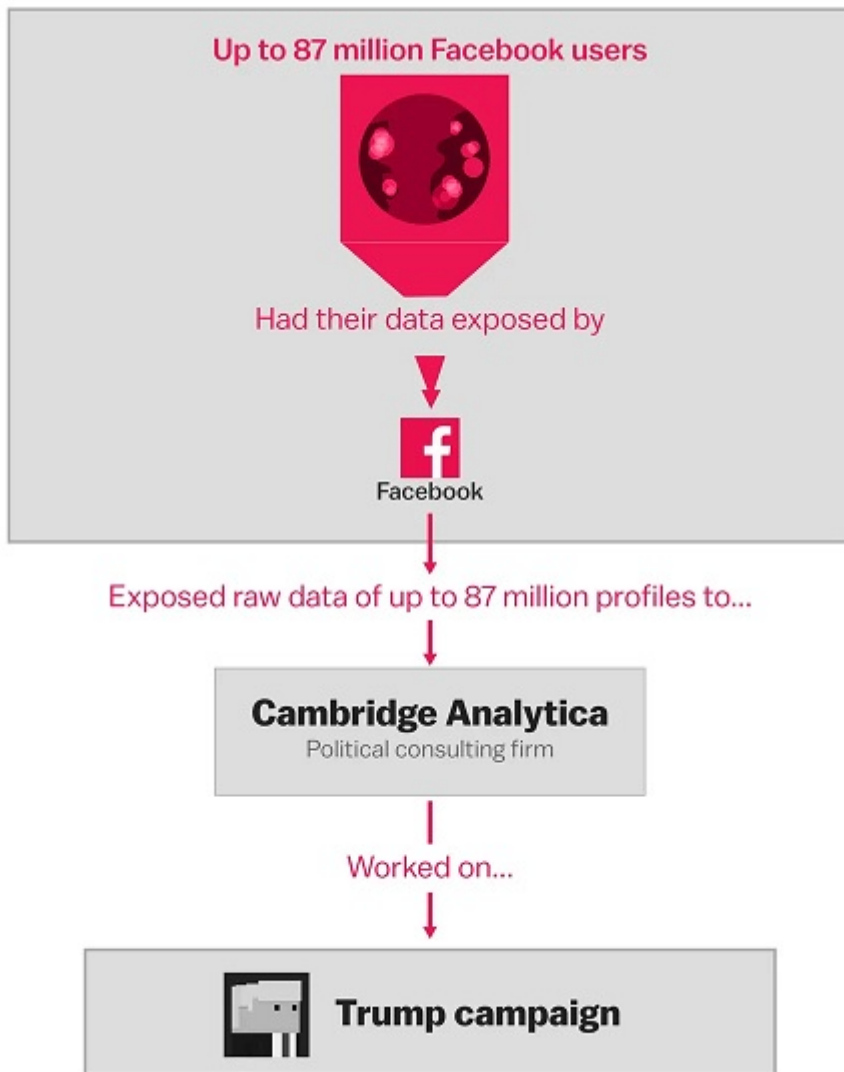 Up to 87 million Facebook users
Had their data exposed by
f
Facebook
Exposed raw data of up to 87 million profiles to...
Cambridge Analytica
Political consulting firm
Worked on...
Trump campaign